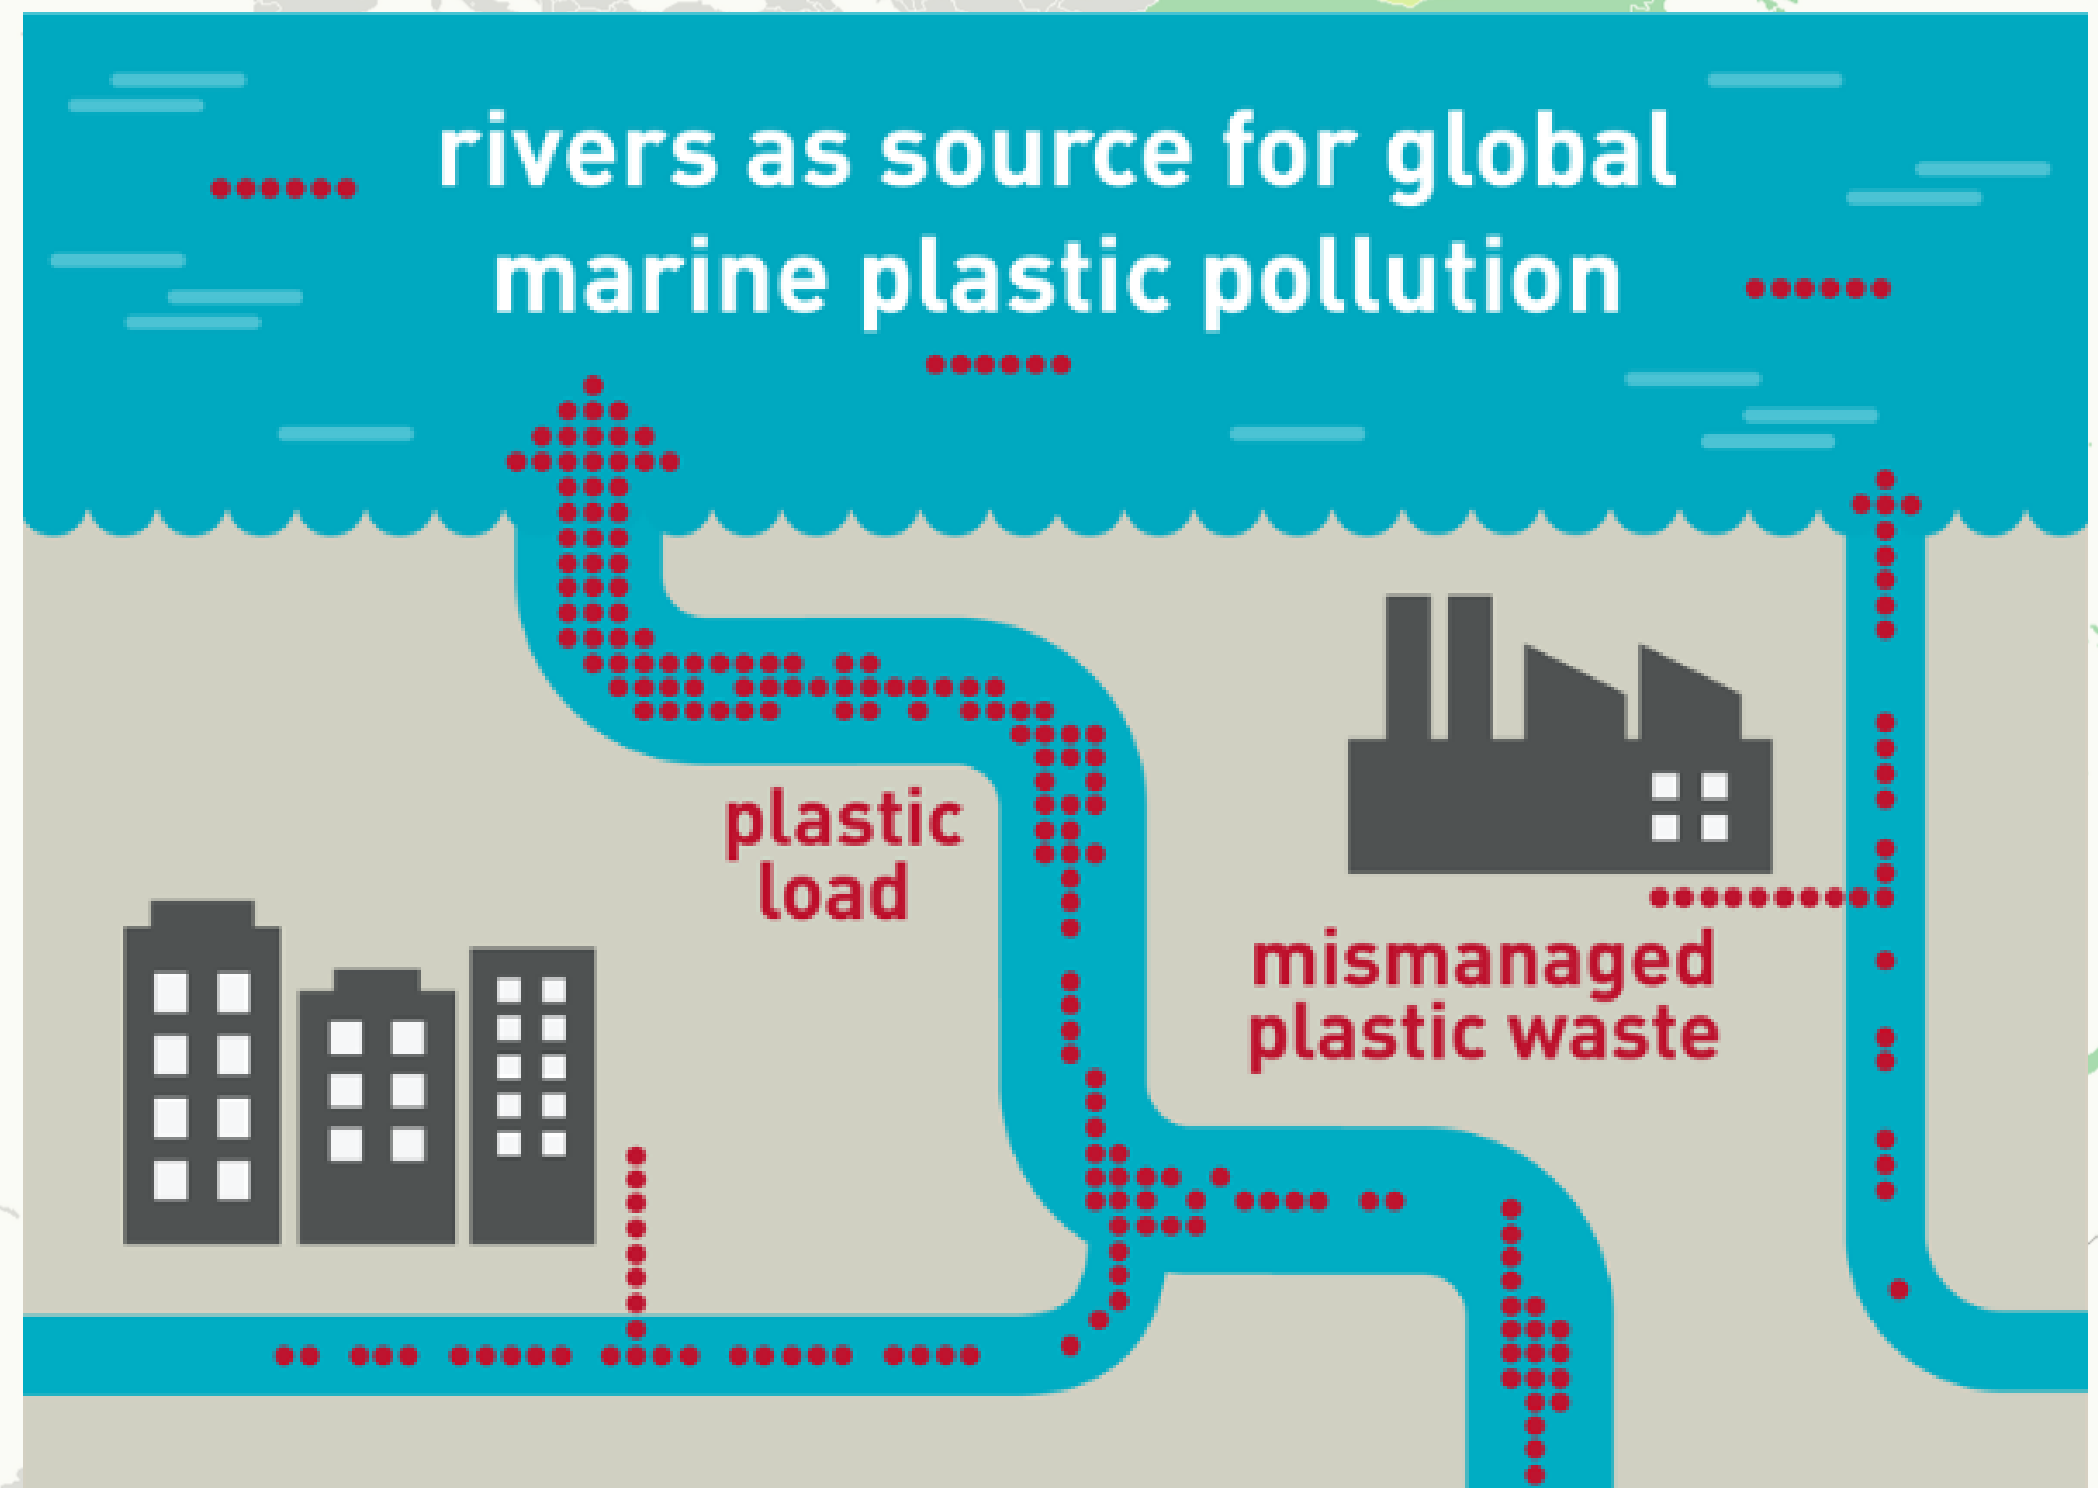 rivers as source for global
marine plastic pollution
plastic
load
mismanaged
plastic waste